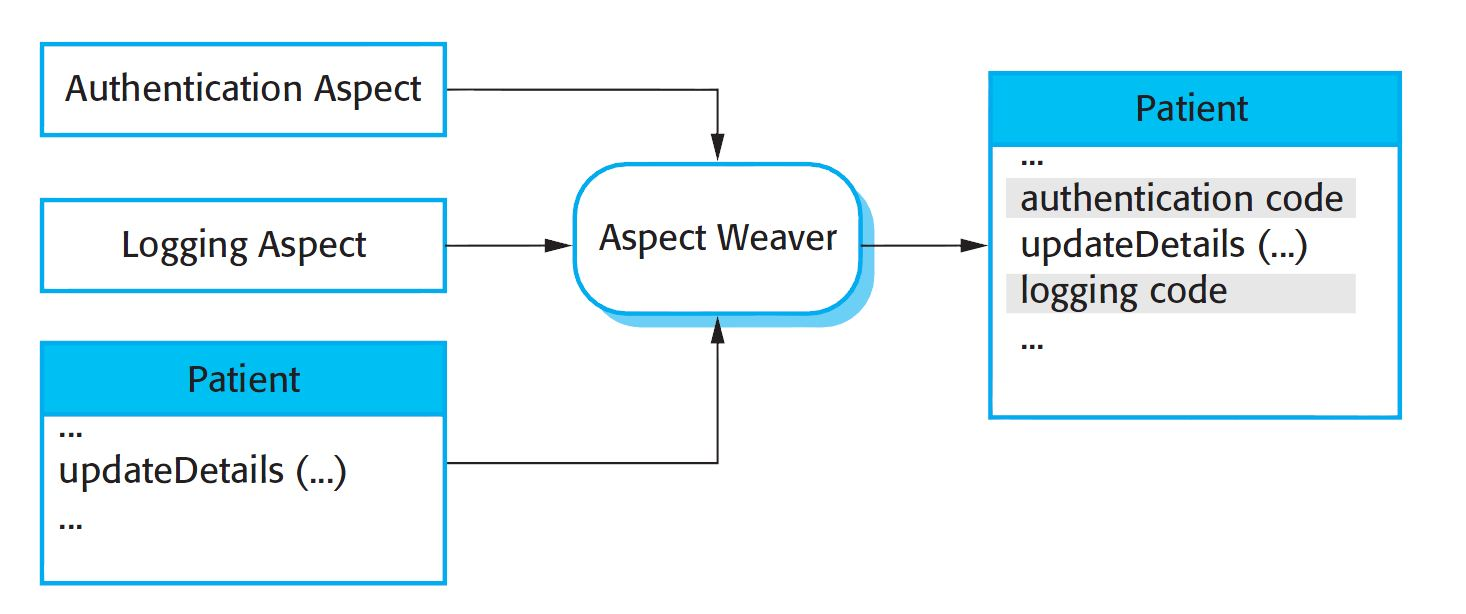 Authentication Aspect
Logging Aspect
Patient
...
updateDetails (...)
...
Aspect Weaver
Patient
...
authentication code
updateDetails (...)
logging code
...